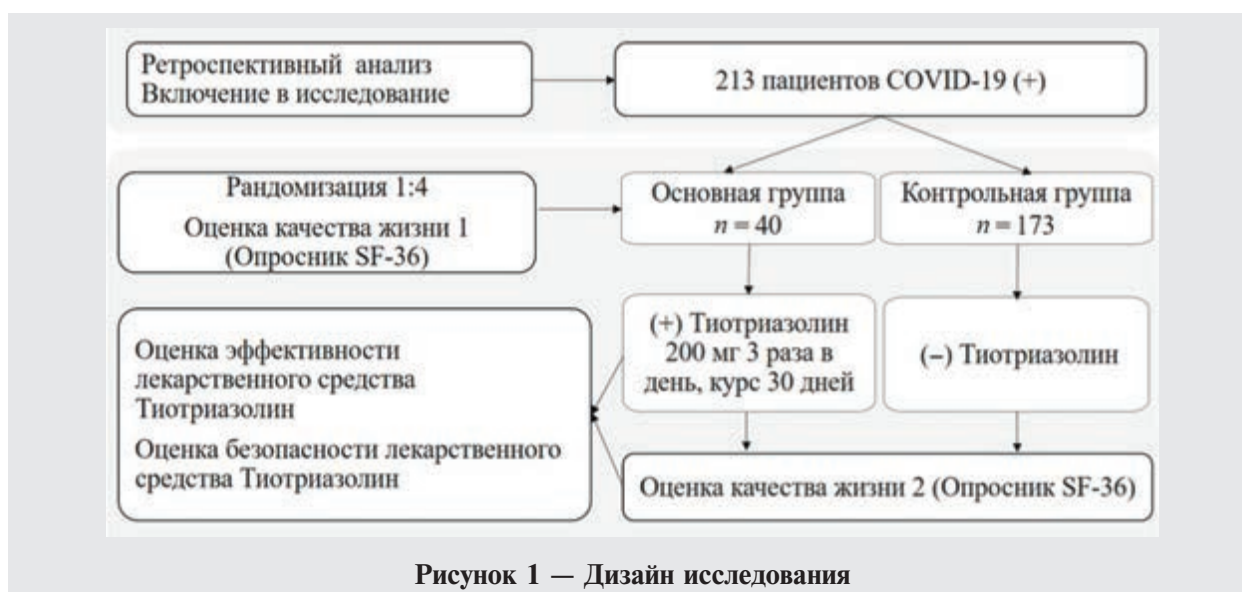 Ретроспективный анализ
Включение в исследование
213 пациентов COVID-19 (+)
Рандомизация 1:4
Оценка качества жизни 1
(Опросник SF-36)
Основная группа
n = 40
Контрольная группа
n = 173
(+) Тиотриазолин
200 мг 3 раза в
день, курс 30 дней
(–) Тиотриазолин
Оценка эффективности
лекарственного средства
Тиотриазолин
Оценка безопасности лекарственного
средства Тиотриазолин
Оценка качества жизни 2 (Опросник SF-36)
Рисунок 1 — Дизайн исследования